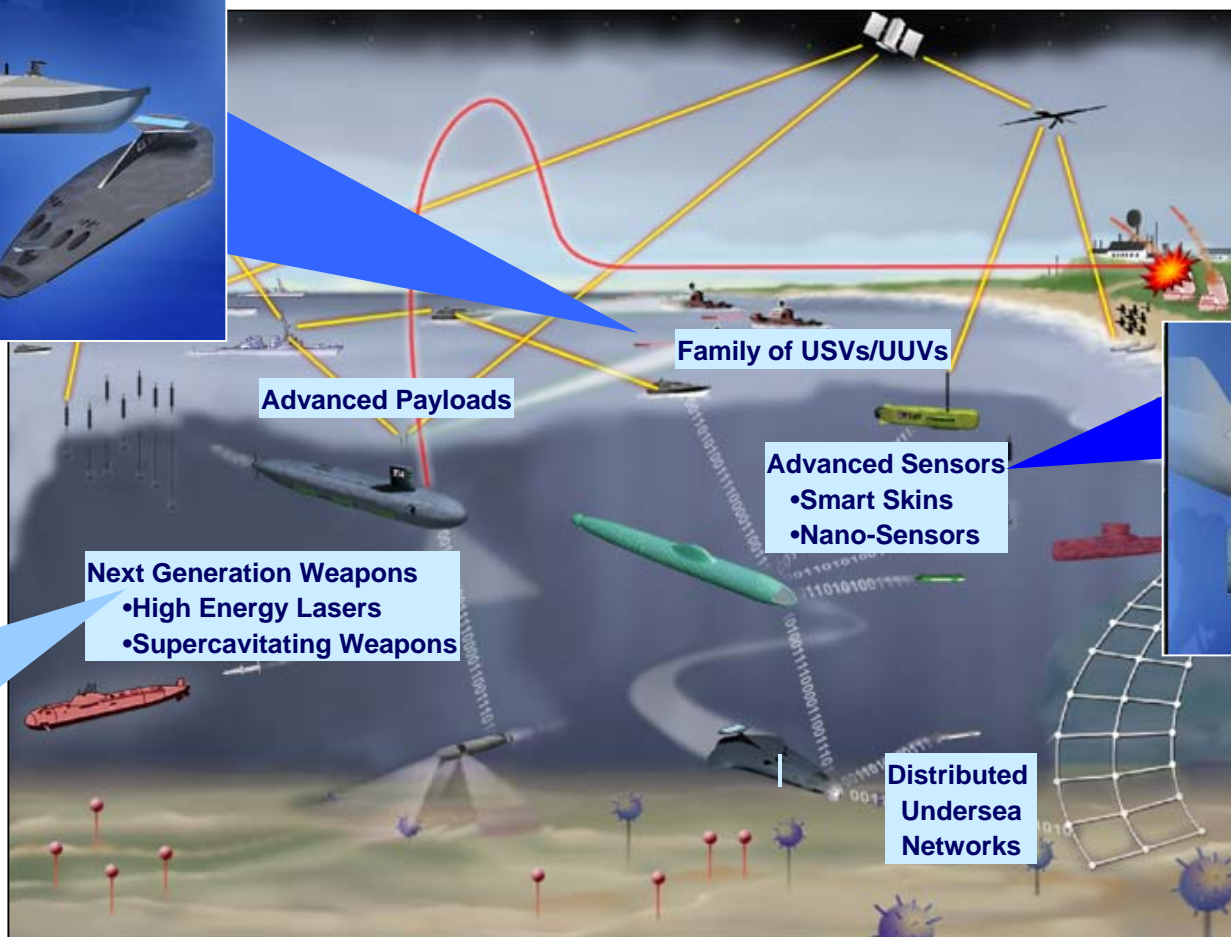 Family of USVs/UUVs
Advanced Payloads
Advanced Sensors
•Smart Skins
•Nano-Sensors
Next Generation Weapons
•High Energy Lasers
•Supercavitating Weapons
Distributed
Undersea
Networks